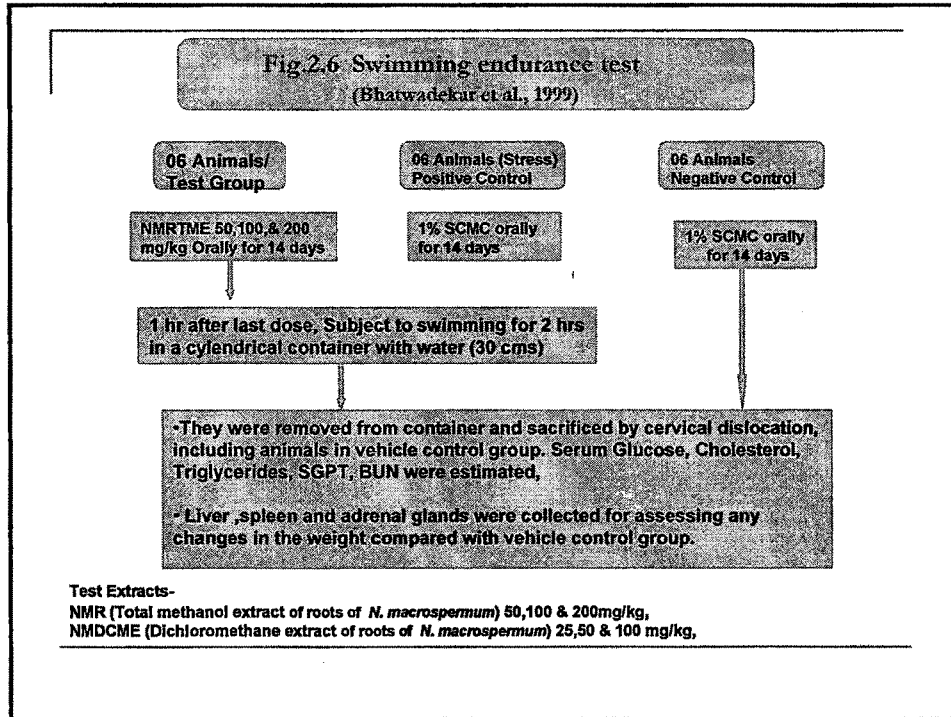 Fig.2.6 Swimming endurance test
(Bhatwadekur et al., 1999)
06 Animals/
Test Group
06 Animals (Stress)
Positive Control
06 Animals
Negative Control
NMRTME 50,100,& 200
mg/kg Orally for 14 days
1% SCMC orally
for 14 days
1% SCMC orally
for 14 days
1 hr after last dose, Subject to swimming for 2 hrs
in a cylendrical container with water (30 cms)
•They were removed from container and sacrificed by cervical dislocation,
including animals in vehicle control group. Serum Glucose, Cholesterol,
Triglycerides, SGPT, BUN were estimated,
• Liver ,spleen and adrenal glands were collected for assessing any
changes in the weight compared with vehicle control group.
Test Extracts-
NMR (Total methanol extract of roots of N. macrospermum) 50,100 & 200mg/kg,
NMDCME (Dichloromethane extract of roots of N. macrospermum) 25,50 & 100 mg/kg,